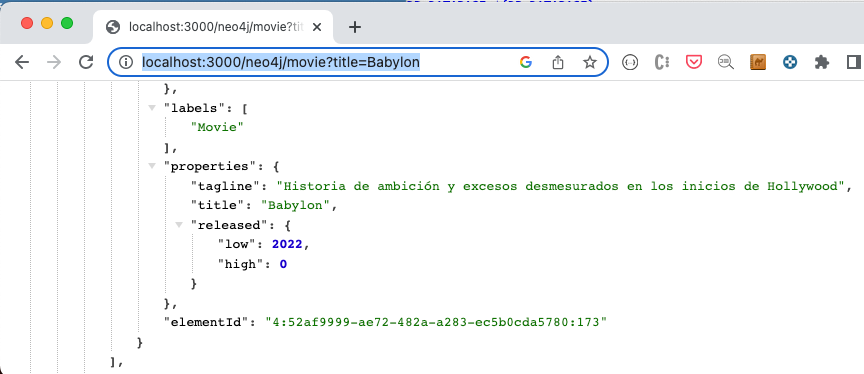 localhost:3000/neo4j/movie?tit
localhost:3000/neo4j/movie?title=Babylon
},
"labels": [
"Movie"
],
"properties": {
"tagline": "Historia de ambición y excesos desmesurados en los inicios de Hollywood",
"title": "Babylon",
"released": {
"low": 2022,
"high": 0
}
},
"elementId": "4:52af9999-ae72-482a-a283-ec5b0cda5780:173"
}
],